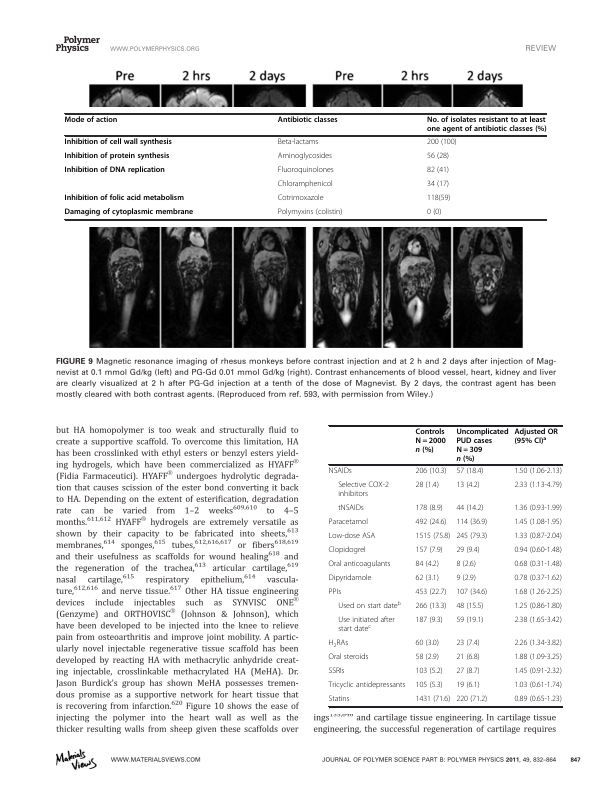 Polymer
Physics
WWW.POLYMERPHYSICS.ORG
REVIEW
Pre 2 hrs 2 days Pre 2 hrs 2 days
Mode of action Antibiotic classes No. of isolates resistant to at least
one agent of antibiotic classes (%)
Inhibition of cell wall synthesis Beta-lactams 200 (100)
Inhibition of protein synthesis Aminoglycosides 56 (28)
Inhibition of DNA replication Fluoroquinolones 82 (41)
Chloramphenicol 34 (17)
Inhibition of folic acid metabolism Cotrimoxazole 118(59)
Damaging of cytoplasmic membrane Polymyxins (colistin) 0 (0)
FIGURE 9 Magnetic resonance imaging of rhesus monkeys before contrast injection and at 2 h and 2 days after injection of Mag-
nevist at 0.1 mmol Gd/kg (left) and PG-Gd 0.01 mmol Gd/kg (right). Contrast enhancements of blood vessel, heart, kidney and liver
are clearly visualized at 2 h after PG-Gd injection at a tenth of the dose of Magnevist. By 2 days, the contrast agent has been
mostly cleared with both contrast agents. (Reproduced from ref. 593, with permission from Wiley.)
but HA homopolymer is too weak and structurally fluid to
create a supportive scaffold. To overcome this limitation, HA
has been crosslinked with ethyl esters or benzyl esters yield-
ing hydrogels, which have been commercialized as HYAFF®
(Fidia Farmaceutici). HYAFF® undergoes hydrolytic degrada-
tion that causes scission of the ester bond converting it back
to HA. Depending on the extent of esterification, degradation
rate can be varied from 1–2 weeks609,610 to 4–5
months.611,612 HYAFF® hydrogels are extremely versatile as
shown by their capacity to be fabricated into sheets,613
membranes,614 sponges,615 tubes,612,616,617 or fibers618,619
and their usefulness as scaffolds for wound healing618 and
the regeneration of the trachea,613 articular cartilage,619
nasal cartilage,615 respiratory epithelium,614 vascula-
ture,612,616 and nerve tissue.617 Other HA tissue engineering
devices include injectables such as SYNVISC ONE®
(Genzyme) and ORTHOVISC® (Johnson & Johnson), which
have been developed to be injected into the knee to relieve
pain from osteoarthritis and improve joint mobility. A partic-
ularly novel injectable regenerative tissue scaffold has been
developed by reacting HA with methacrylic anhydride creat-
ing injectable, crosslinkable methacrylated HA (MeHA). Dr.
Jason Burdick's group has shown MeHA possesses tremen-
dous promise as a supportive network for heart tissue that
is recovering from infarction.620 Figure 10 shows the ease of
injecting the polymer into the heart wall as well as the
thicker resulting walls from sheep given these scaffolds over
Controls Uncomplicated Adjusted OR
N = 2000 PUD cases (95% CI)a
n (%) N = 309
n (%)
NSAIDs 206 (10.3) 57 (18.4) 1.50 (1.06-2.13)
Selective COX-2 28 (1.4) 13 (4.2) 2.33 (1.13-4.79)
inhibitors
tNSAIDs 178 (8.9) 44 (14.2) 1.36 (0.93-1.99)
Paracetamol 492 (24.6) 114 (36.9) 1.45 (1.08-1.95)
Low-dose ASA 1515 (75.8) 245 (79.3) 1.33 (0.87-2.04)
Clopidogrel 157 (7.9) 29 (9.4) 0.94 (0.60-1.48)
Oral anticoagulants 84 (4.2) 8 (2.6) 0.68 (0.31-1.48)
Dipyridamole 62 (3.1) 9 (2.9) 0.78 (0.37-1.62)
PPIs 453 (22.7) 107 (34.6) 1.68 (1.26-2.25)
Used on start dateb 266 (13.3) 48 (15.5) 1.25 (0.86-1.80)
Use initiated after 187 (9.3) 59 (19.1) 2.38 (1.65-3.42)
start datec
H2RAs 60 (3.0) 23 (7.4) 2.26 (1.34-3.82)
Oral steroids 58 (2.9) 21 (6.8) 1.88 (1.09-3.25)
SSRIs 103 (5.2) 27 (8.7) 1.45 (0.91-2.32)
Tricyclic antidepressants 105 (5.3) 19 (6.1) 1.03 (0.61-1.74)
Statins 1431 (71.6) 220 (71.2) 0.89 (0.65-1.23)
ings and cartilage tissue engineering. In cartilage tissue
engineering, the successful regeneration of cartilage requires
Materials
Views
WWW.MATERIALSVIEWS.COM
JOURNAL OF POLYMER SCIENCE PART B: POLYMER PHYSICS 2011, 49, 832–864 847